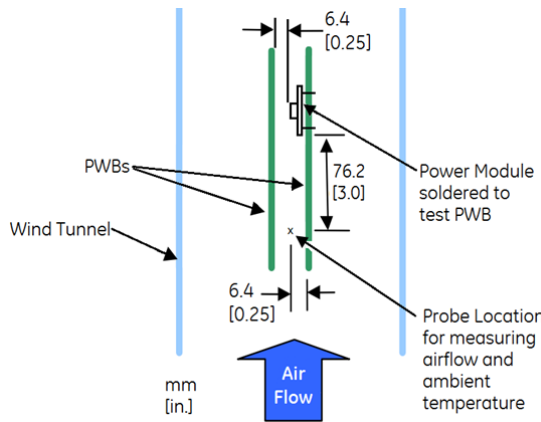 6.4
[0.25]
PWBs
76.2
[3.0]
Power Module
soldered to
test PWB
Wind Tunnel
x
6.4
[0.25]
Probe Location
for measuring
airflow and
ambient
temperature
Air
Flow
mm
[in.]